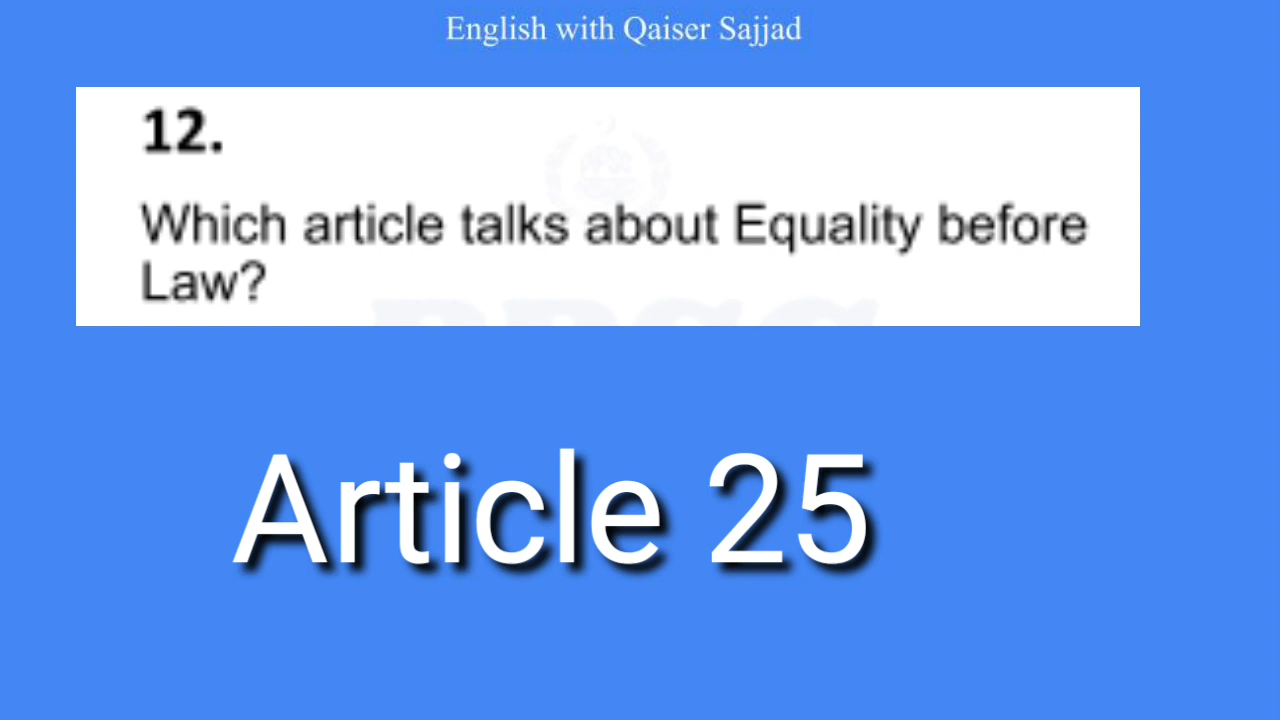 English with Qaiser Sajjad
12.
Which article talks about Equality before
Law?
Article 25